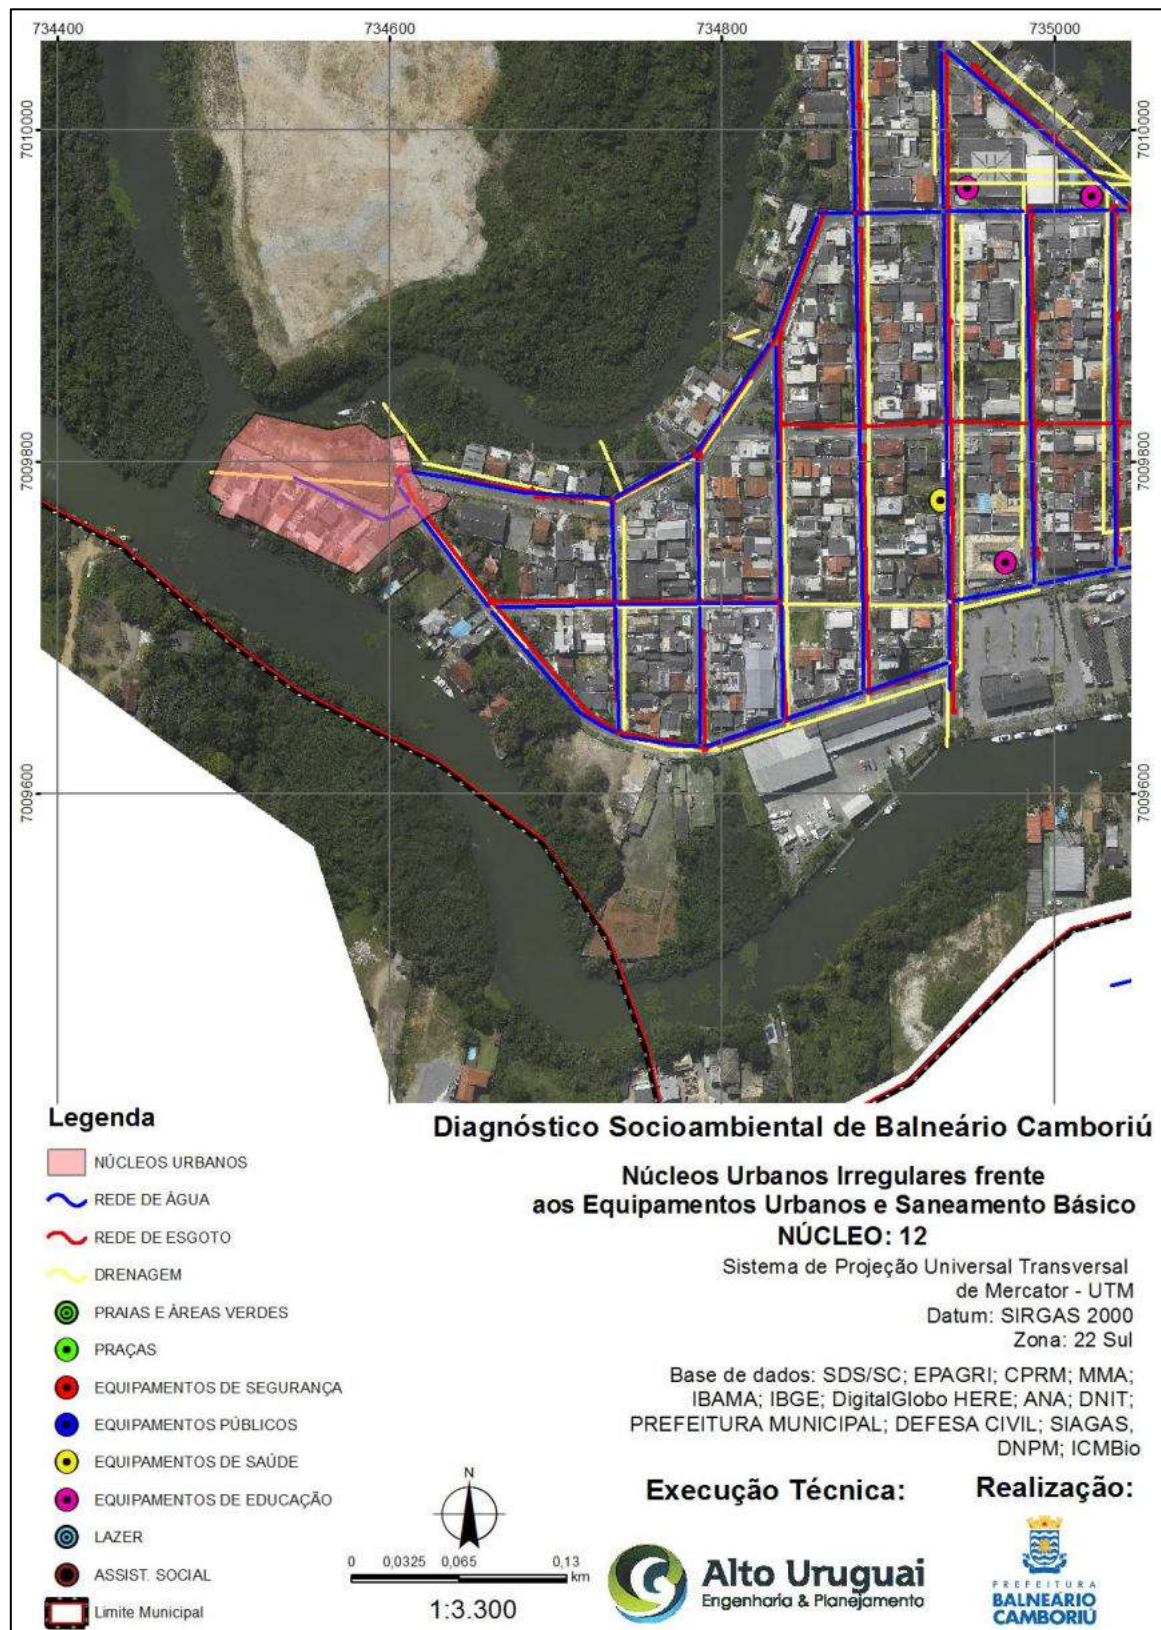 734400
734600
734800
735000
7010000
7010000
7009800
7009800
7009600
7009600
Legenda
NÚCLEOS URBANOS
REDE DE ÁGUA
REDE DE ESGOTO
DRENAGEM
PRAIAS E ÁREAS VERDES
PRAÇAS
EQUIPAMENTOS DE SEGURANÇA
EQUIPAMENTOS PÚBLICOS
EQUIPAMENTOS DE SAÚDE
EQUIPAMENTOS DE EDUCAÇÃO
LAZER
ASSIST. SOCIAL
Limite Municipal
N
0 0,0325 0,065 0,13
km
1:3.300
Diagnóstico Socioambiental de Balneário Camboriú
Núcleos Urbanos Irregulares frente
aos Equipamentos Urbanos e Saneamento Básico
NÚCLEO: 12
Sistema de Projeção Universal Transversal
de Mercator - UTM
Datum: SIRGAS 2000
Zona: 22 Sul
Base de dados: SDS/SC; EPAGRI; CPRM; MMA;
IBAMA; IBGE; DigitalGlobo HERE; ANA; DNIT;
PREFEITURA MUNICIPAL; DEFESA CIVIL; SIAGAS,
DNPM; ICMBio
Execução Técnica:
Alto Uruguai
Engenharia & Planejamento
Realização:
PREFEITURA
BALNEÁRIO
CAMBORIÚ